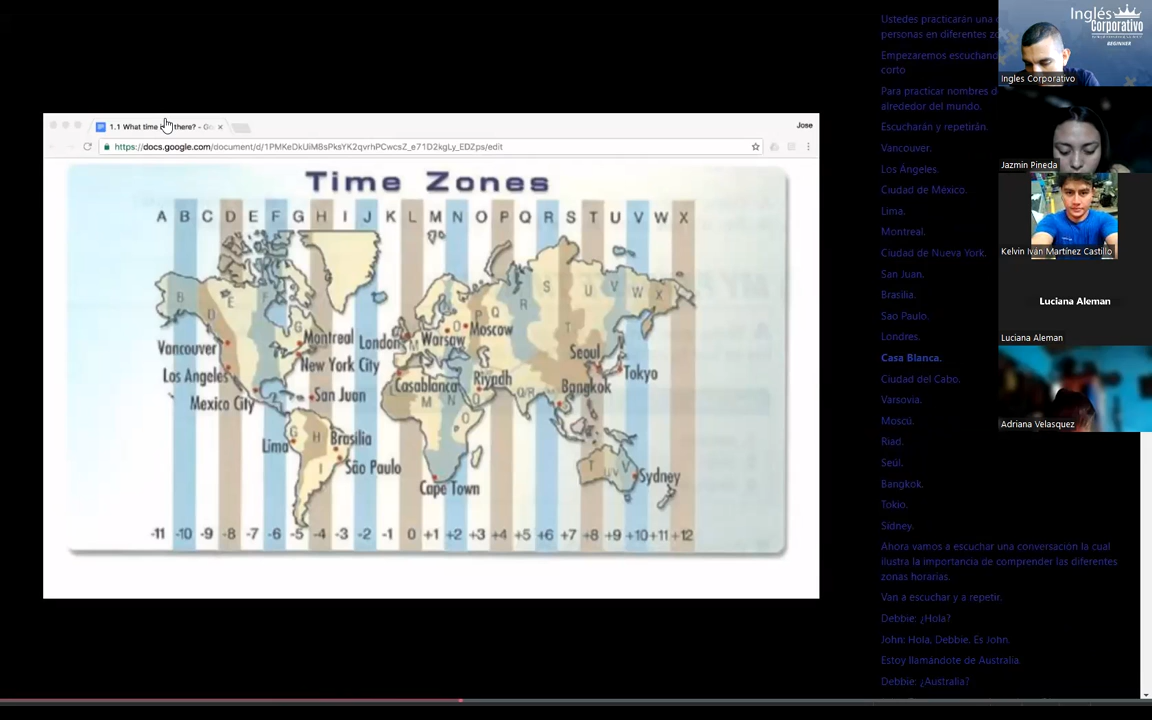 1.1 What time
there? - Go
Jose
https://docs.google.com/document/d/1PMKeDkUiM8sPksYK2qvrhPCwcsZ_e71D2kgLy_EDZps/edit
Time Zones
A B C D E F G H I J K L M N O P Q R S T U V W X
B
D
E
F
G
S
U
V
W
X
P
Q
R
O
T
M
Vancouver
Montreal
London
Warsaw
Moscow
New York City
Los Angeles
Mexico City
San Juan
Casablanca
Riyadh
Seoul
Tokyo
Bangkok
M
N
O
O
Q/R
Lima
G
H
I
Brasilia
São Paulo
Cape Town
T
U
V
Sydney
-11 -10 -9 -8 -7 -6 -5 -4 -3 -2 -1 0 +1 +2 +3 +4 +5 +6 +7 +8 +9 +10 +11 +12
Ustedes practicarán una
personas en diferentes
Empezaremos escuchand
corto
Para practicar nombres d
alrededor del mundo.
Escucharán y repetirán.
Vancouver.
Los Ángeles.
Ciudad de México.
Lima.
Montreal.
Ciudad de Nueva York.
San Juan.
Brasilia.
Sao Paulo.
Londres.
Casa Blanca.
Ciudad del Cabo.
Varsovia.
Moscú.
Riad.
Seúl.
Bangkok.
Tokio.
Sidney.
Ahora vamos a escuchar una conversación la cual
ilustra la importancia de comprender las diferentes
zonas horarias.
Van a escuchar y a repetir.
Debbie: ¿Hola?
John: Hola, Debbie. Es John.
Estoy llamándote de Australia.
Debbie: ¿Australia?
Inglés
Corporativo
BEGINNER
Ingles Corporativo
Jazmin Pineda
Kelvin Ivan Martínez Castillo
Luciana Aleman
Luciana Aleman
Adriana Velasquez